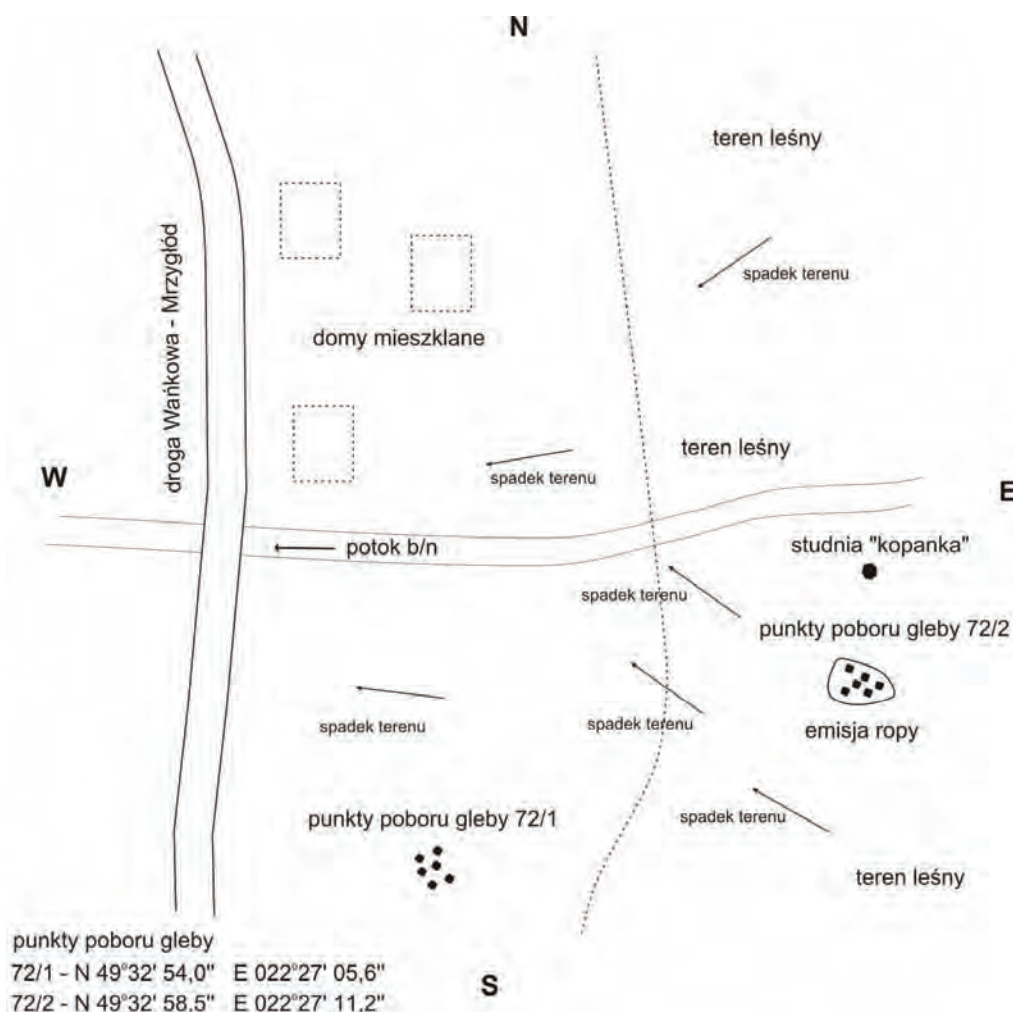 N
teren leśny
spadek terenu
droga Wańkowa - Mrzygłód
domy mieszklane
teren leśny
spadek terenu
W
E
potok b/n
studnia "kopanka"
spadek terenu
punkty poboru gleby 72/2
spadek terenu
spadek terenu
emisja ropy
punkty poboru gleby 72/1
spadek terenu
teren leśny
punkty poboru gleby
72/1 - N 49°32' 54,0" E 022°27' 05,6"
72/2 - N 49°32' 58,5" E 022°27' 11,2"
S